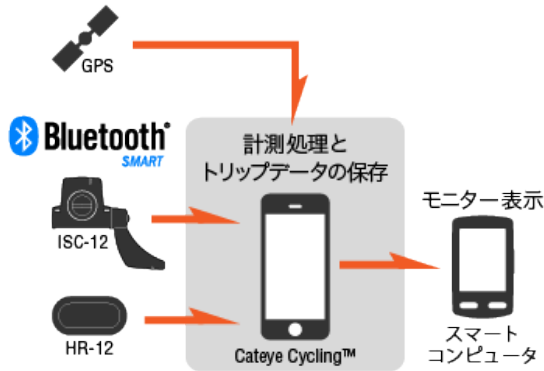 GPS
Bluetooth®
SMART
計測処理と
トリップデータの保存
ISC-12
HR-12
Cateye Cycling™
モニター表示
スマート
コンピュータ